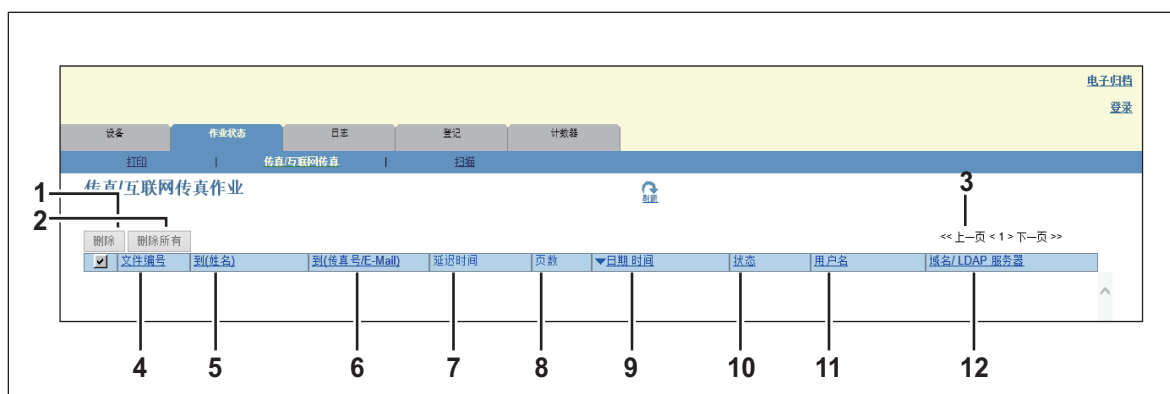 电子归档
登录
设备 作业状态 日志 登记 计数器
打印 | 传真/互联网传真 | 扫描
传真/互联网传真作业
刷新
1
2
3
删除 删除所有
<< 上一页 < 1 > 下一页 >>
文件编号 到(姓名) 到(传真号/E-Mail) 延迟时间 页数 ▼日期 时间 状态 用户名 域名/ LDAP 服务器
4 5 6 7 8 9 10 11 12